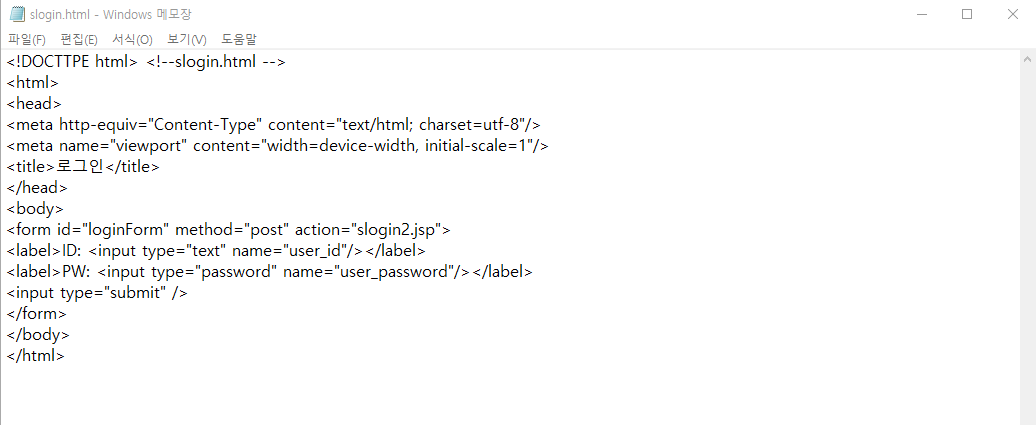 slogin.html - Windows 메모장
파일(F) 편집(E) 서식(O) 보기(V) 도움말
<!DOCTTPE html> <!--slogin.html -->
<html>
<head>
<meta http-equiv="Content-Type" content="text/html; charset=utf-8"/>
<meta name="viewport" content="width=device-width, initial-scale=1"/>
<title>로그인</title>
</head>
<body>
<form id="loginForm" method="post" action="slogin2.jsp">
<label>ID: <input type="text" name="user_id"/></label>
<label>PW: <input type="password" name="user_password"/></label>
<input type="submit" />
</form>
</body>
</html>